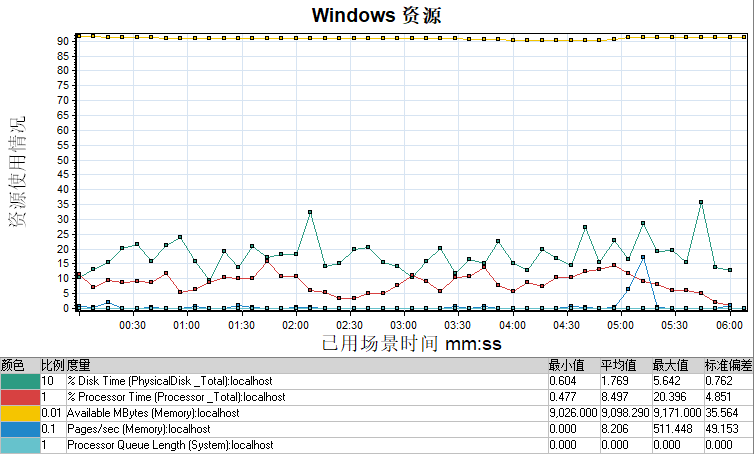 Windows 资源
资源使用情况
90
85
80
75
70
65
60
55
50
45
40
35
30
25
20
15
10
5
0
00:30 01:00 01:30 02:00 02:30 03:00 03:30 04:00 04:30 05:00 05:30 06:00
已用场景时间 mm:ss
颜色 比例 度量 最小值 平均值 最大值 标准偏差
10 % Disk Time (PhysicalDisk _Total):localhost 0.604 1.769 5.642 0.762
1 % Processor Time (Processor _Total):localhost 0.477 8.497 20.396 4.851
0.01 Available MBytes (Memory):localhost 9,026.000 9,098.290 9,171.000 35.564
0.1 Pages/sec (Memory):localhost 0.000 8.206 511.448 49.153
1 Processor Queue Length (System):localhost 0.000 0.000 0.000 0.000